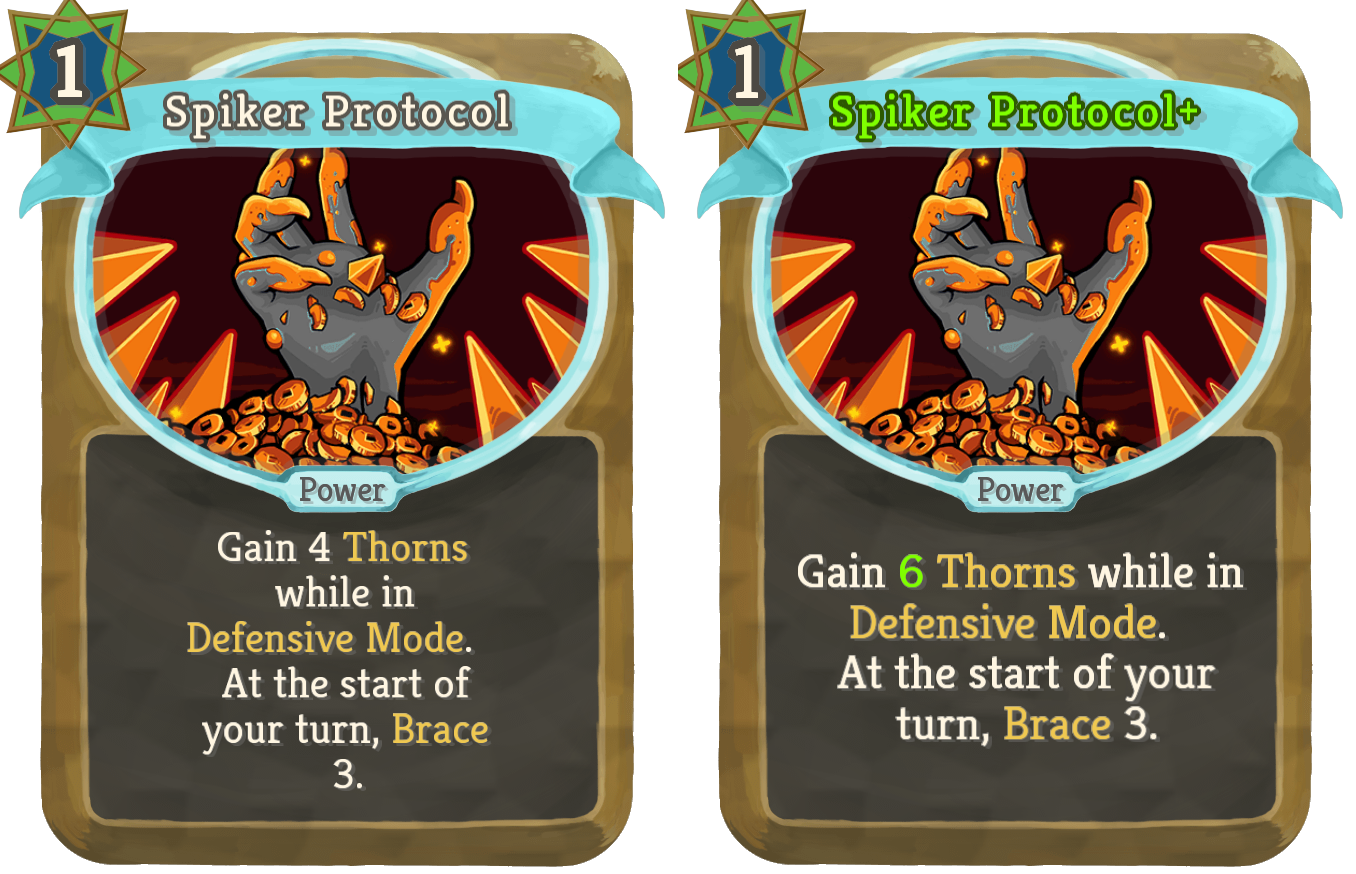 1
Spiker Protocol
Power
Gain 4 Thorns
while in
Defensive Mode.
At the start of
your turn, Brace
3.
1
Spiker Protocol+
Power
Gain 6 Thorns while in
Defensive Mode.
At the start of your
turn, Brace 3.